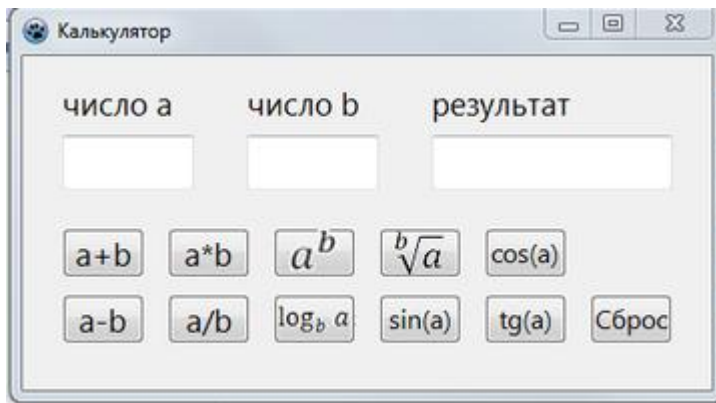 Калькулятор
число a число b результат
a+b a*b a^b ᵇ√a cos(a)
a-b a/b log_b a sin(a) tg(a) Сброс